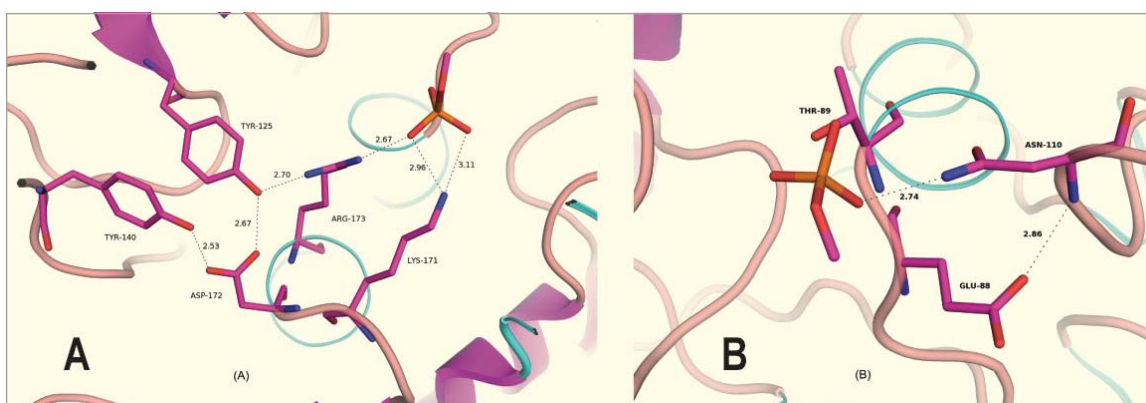 TYR-125
2.67
2.96
3.11
2.70
TYR-140
2.67
ARG-173
2.53
LYS-171
ASP-172
A
(A)
THR-89
ASN-110
2.74
2.86
GLU-88
B
(B)